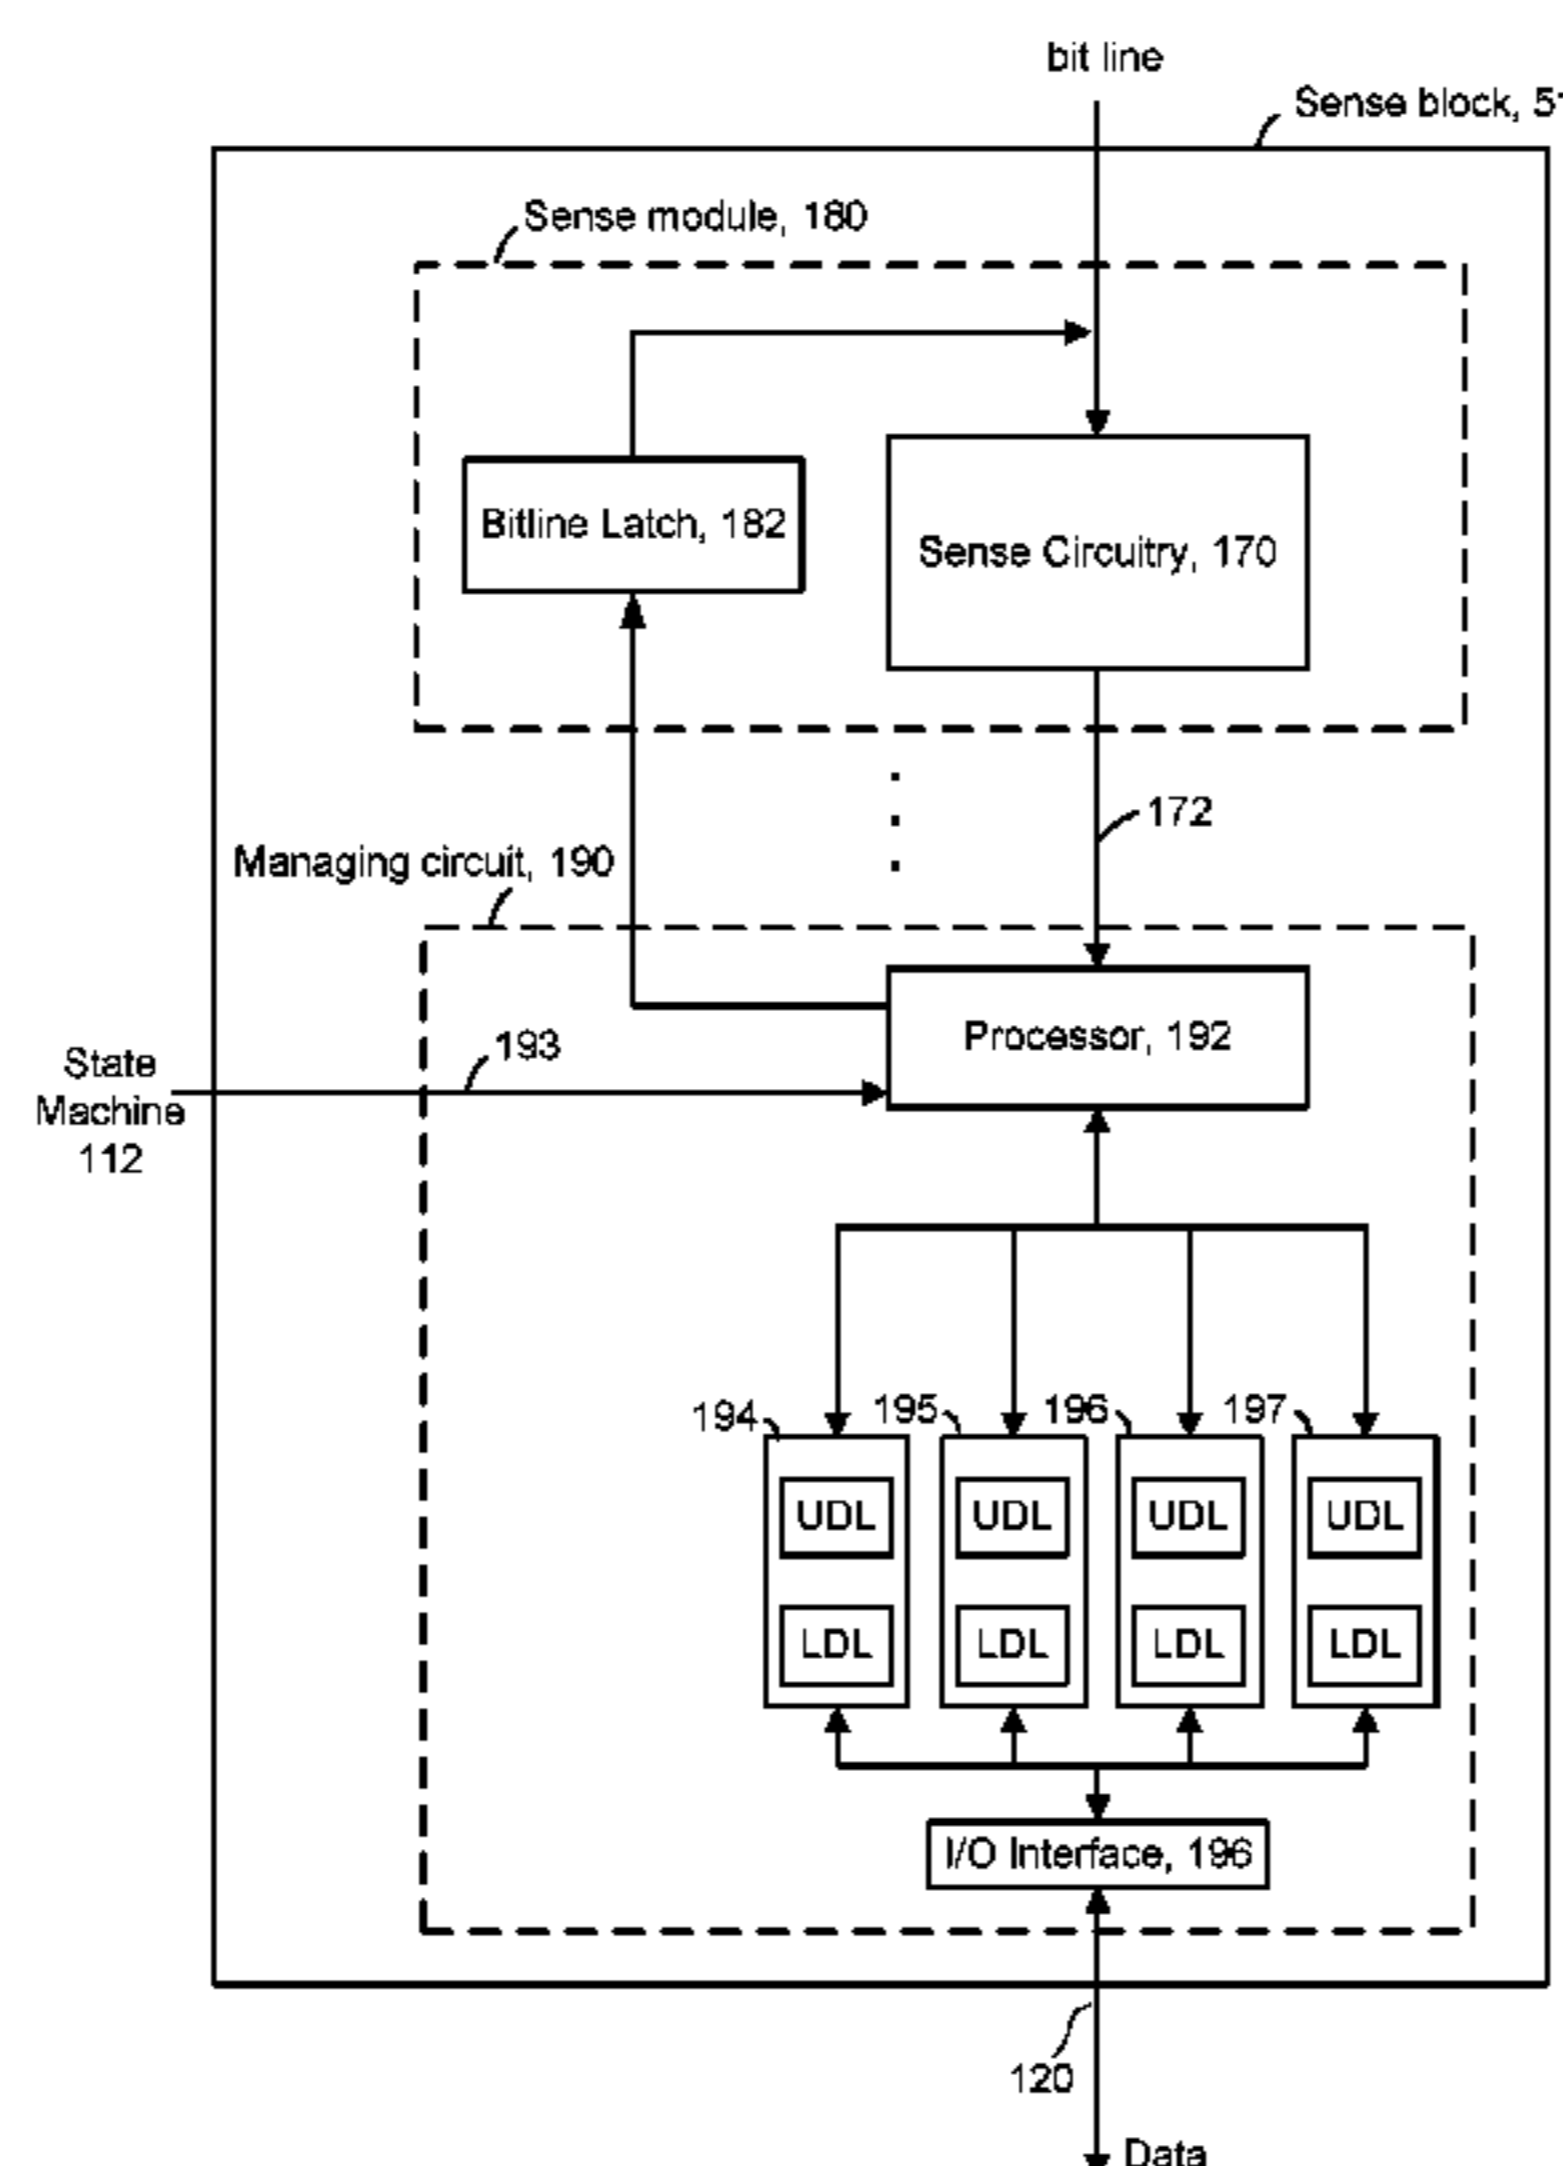 bit line
Sense block, 51
Sense module, 180
Bitline Latch, 182
Sense Circuitry, 170
172
Managing circuit, 190
Processor, 192
193
State
Machine
112
194
195
196
197
UDL
UDL
UDL
UDL
LDL
LDL
LDL
LDL
I/O Interface, 196
120
Data